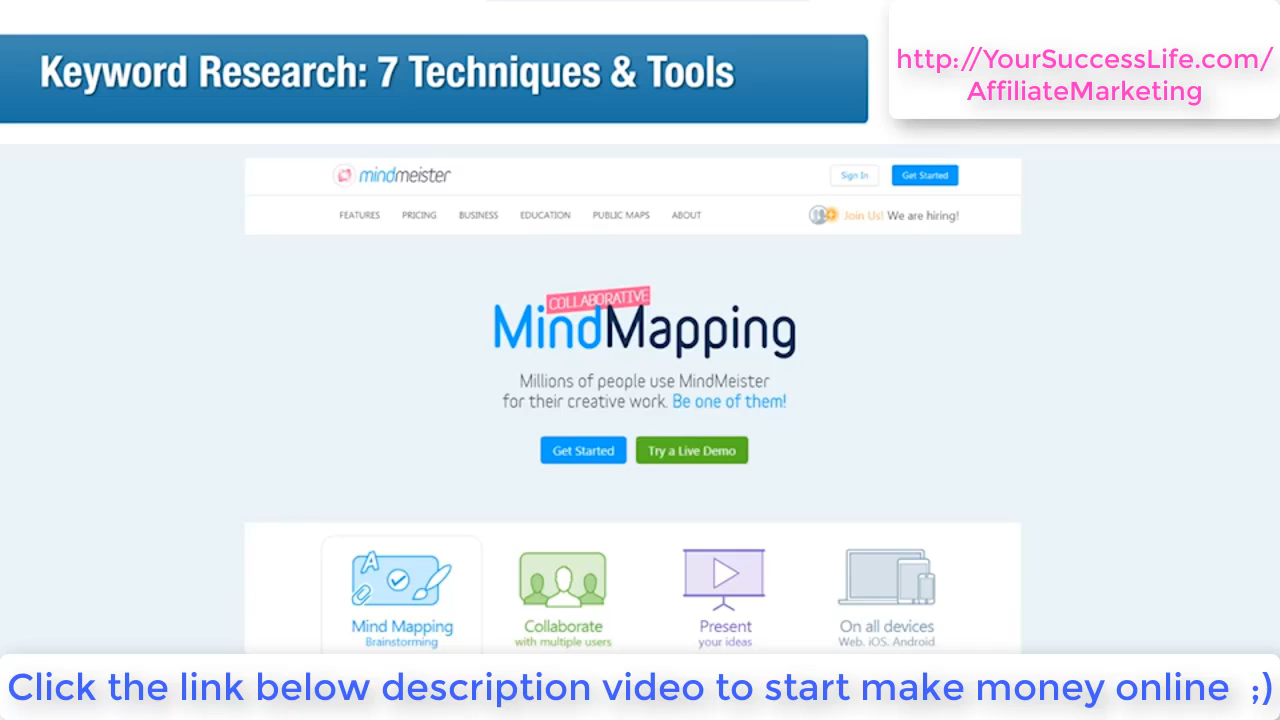 Keyword Research: 7 Techniques & Tools
http://YourSuccessLife.com/
AffiliateMarketing
mindmeister
Sign In
Get Started
FEATURES PRICING BUSINESS EDUCATION PUBLIC MAPS ABOUT
Join Us! We are hiring!
COLLABORATIVE
MindMapping
Millions of people use MindMeister
for their creative work. Be one of them!
Get Started
Try a Live Demo
Mind Mapping
Brainstorming
Collaborate
with multiple users
Present
your ideas
On all devices
Web. iOS. Android
Click the link below description video to start make money online ;)